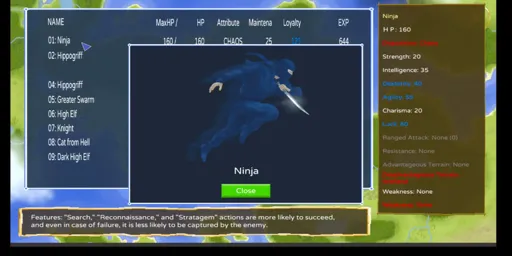 NAME MaxHP / HP Attribute Maintena Loyalty EXP
01: Ninja 160 / 160 CHAOS 25 644
02: Hippogriff
04: Hippogriff
05: Greater Swarm
06: High Elf
07: Knight
08: Cat from Hell
09: Dark High Elf
Ninja
Close
Ninja
H P : 160
Strength: 20
Intelligence: 35
Charisma: 20
Ranged Attack: None (0)
Resistance: None
Advantageous Terrain: None
Weakness: None
Features: "Search," "Reconnaissance," and "Stratagem" actions are more likely to succeed,
and even in case of failure, it is less likely to be captured by the enemy.